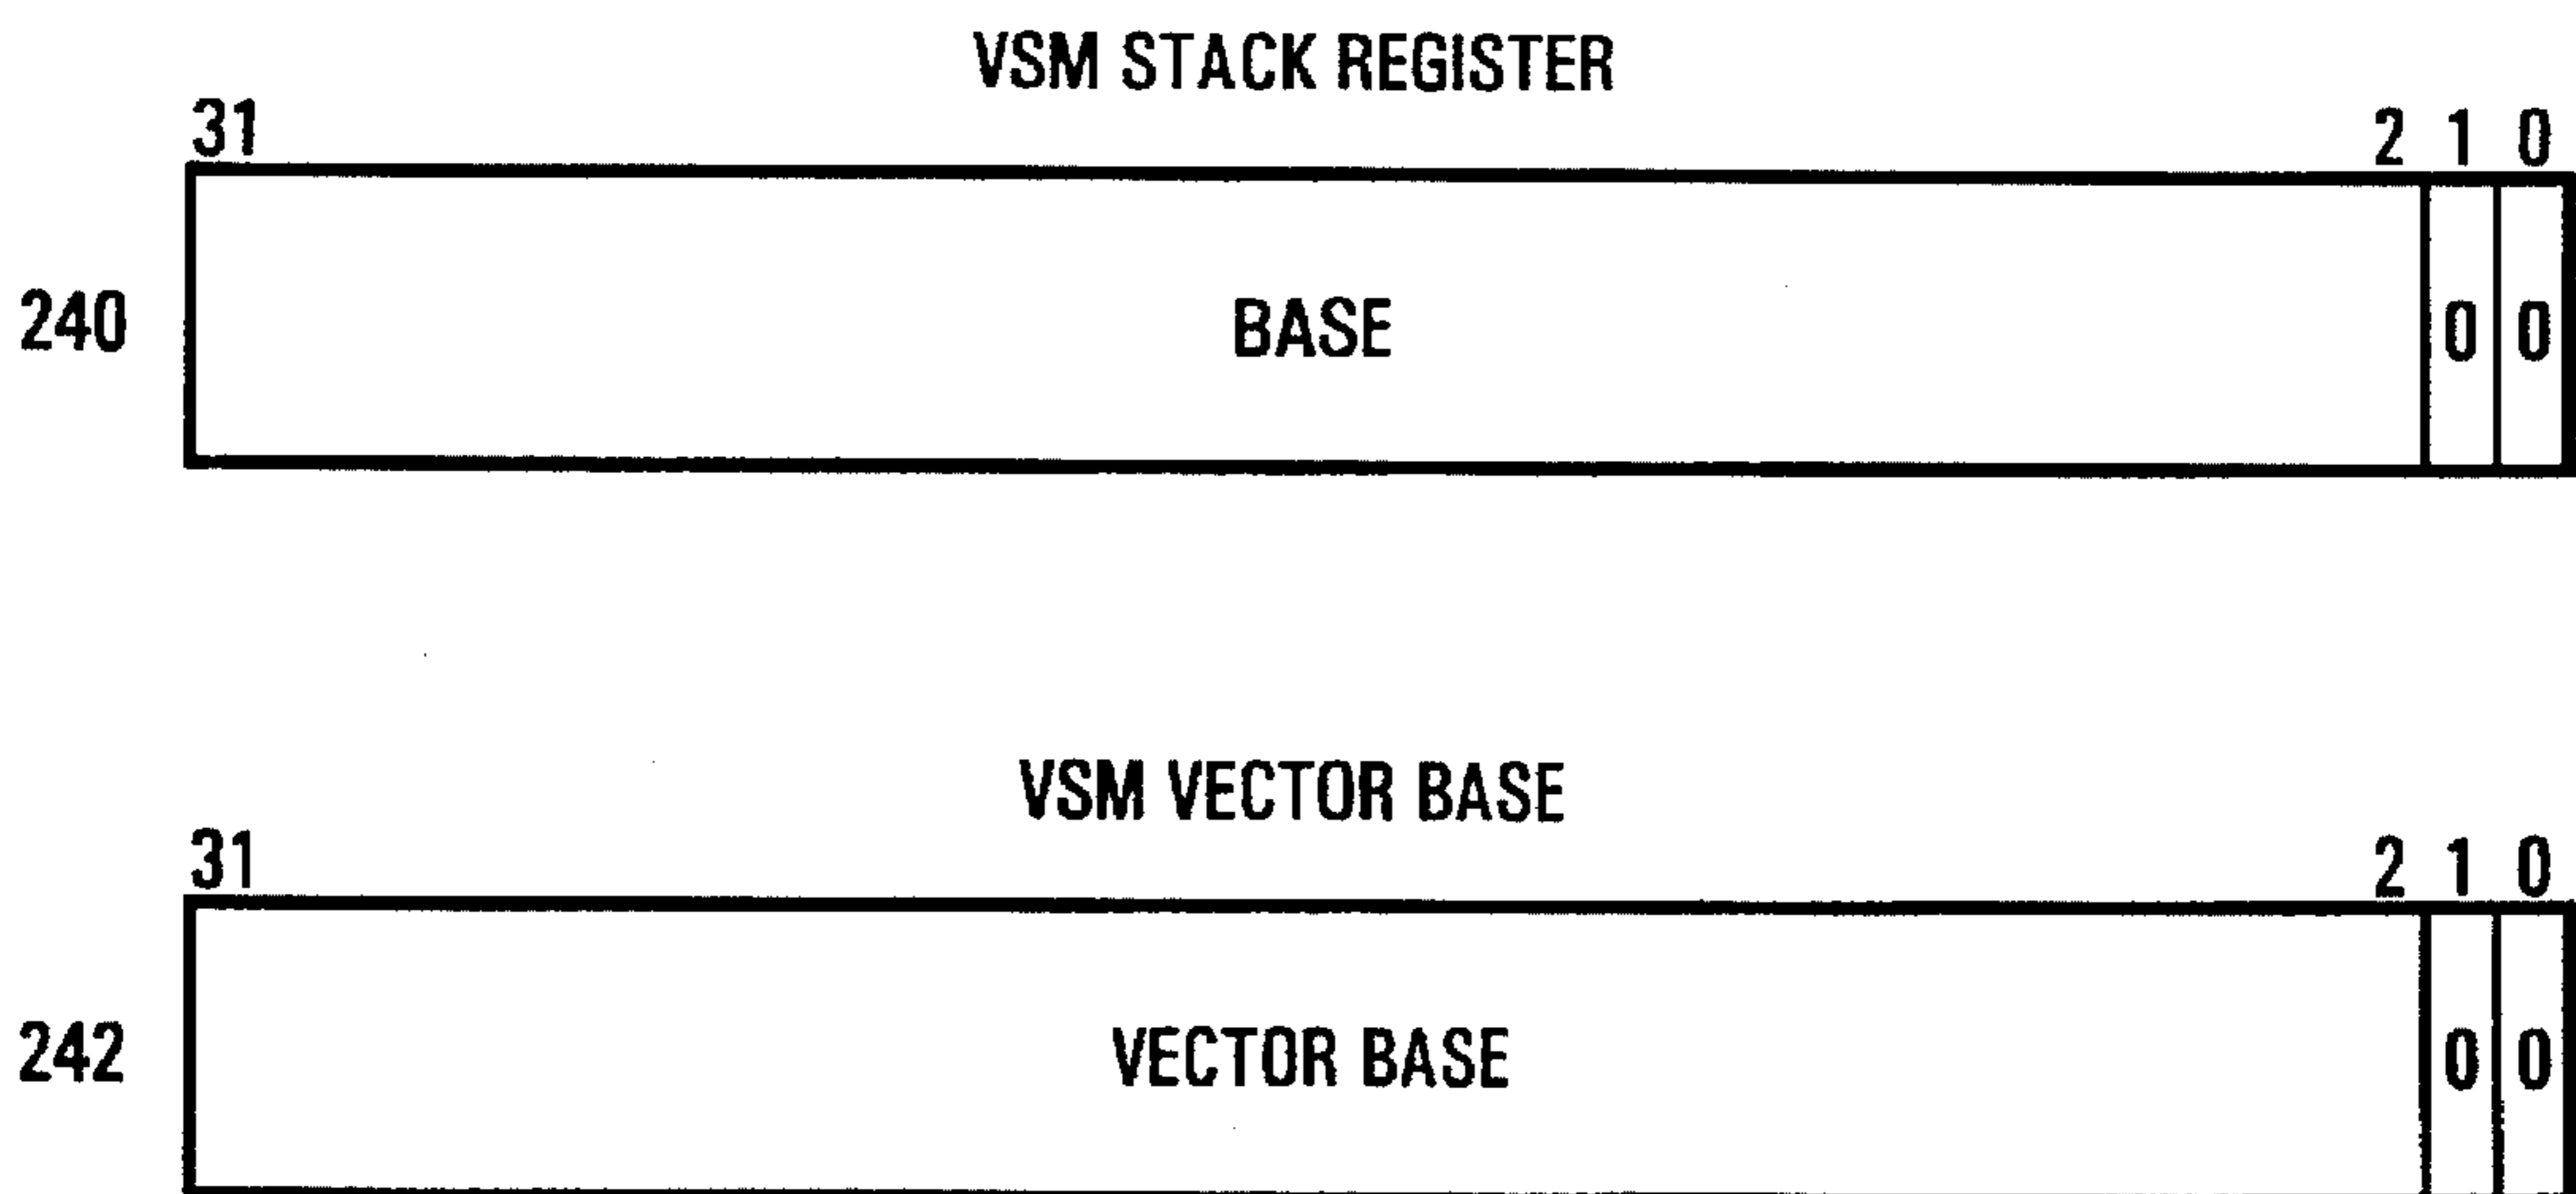 VSM STACK REGISTER
31 2 1 0
240 BASE 0 0
VSM VECTOR BASE
31 2 1 0
242 VECTOR BASE 0 0